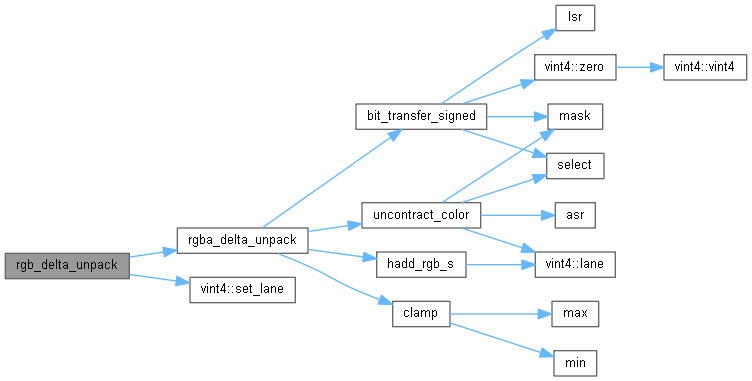 rgb_delta_unpack
rgba_delta_unpack
vint4::set_lane
bit_transfer_signed
uncontract_color
hadd_rgb_s
clamp
lsr
vint4::zero
vint4::vint4
mask
select
asr
vint4::lane
max
min